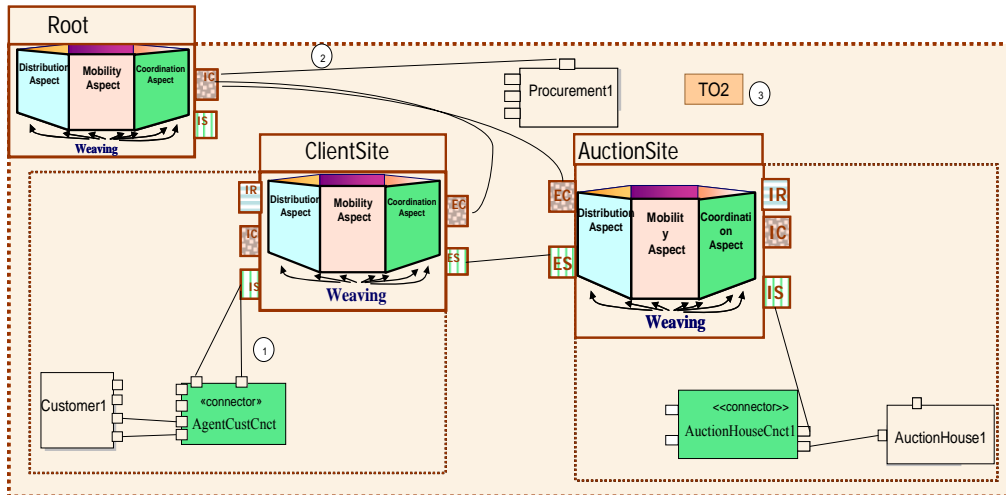 Root
Distribution
Aspect
Mobility
Aspect
Coordination
Aspect
IC
IS
Weaving
2
Procurement1
TO2
3
ClientSite
IR
IC
IS
Distribution
Aspect
Mobility
Aspect
Coordination
Aspect
EC
ES
Weaving
AuctionSite
EC
ES
Distribution
Aspect
Mobilit
y
Aspect
Coordinati
on
Aspect
IR
IC
IS
Weaving
1
Customer1
«connector»
AgentCustCnct
<<connector>>
AuctionHouseCnct1
AuctionHouse1